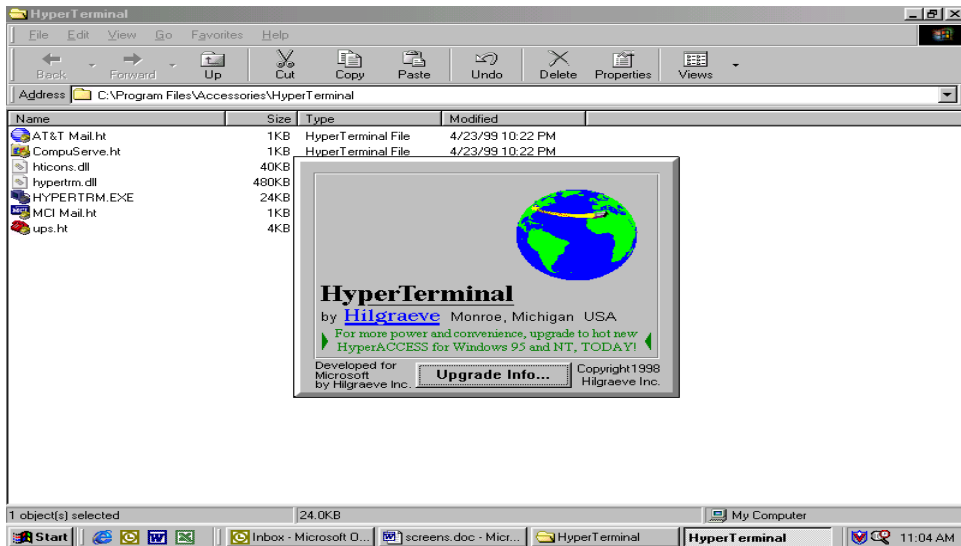 HyperTerminal
File Edit View Go Favorites Help
Back Forward Up Cut Copy Paste Undo Delete Properties Views
Address C:\Program Files\Accessories\HyperTerminal
Name Size Type Modified
AT&T Mail.ht 1KB HyperTerminal File 4/23/99 10:22 PM
CompuServe.ht 1KB HyperTerminal File 4/23/99 10:22 PM
hticons.dll 40KB
hypertrm.dll 480KB
HYPERTRM.EXE 24KB
MCI Mail.ht 1KB
ups.ht 4KB
HyperTerminal
by Hilgraeve Monroe, Michigan USA
For more power and convenience, upgrade to hot new
HyperACCESS for Windows 95 and NT, TODAY!
Developed for
Microsoft
by Hilgraeve Inc.
Upgrade Info...
Copyright1998
Hilgraeve Inc.
1 object(s) selected 24.0KB My Computer
Start Inbox - Microsoft O... screens.doc - Micr... HyperTerminal HyperTerminal 11:04 AM